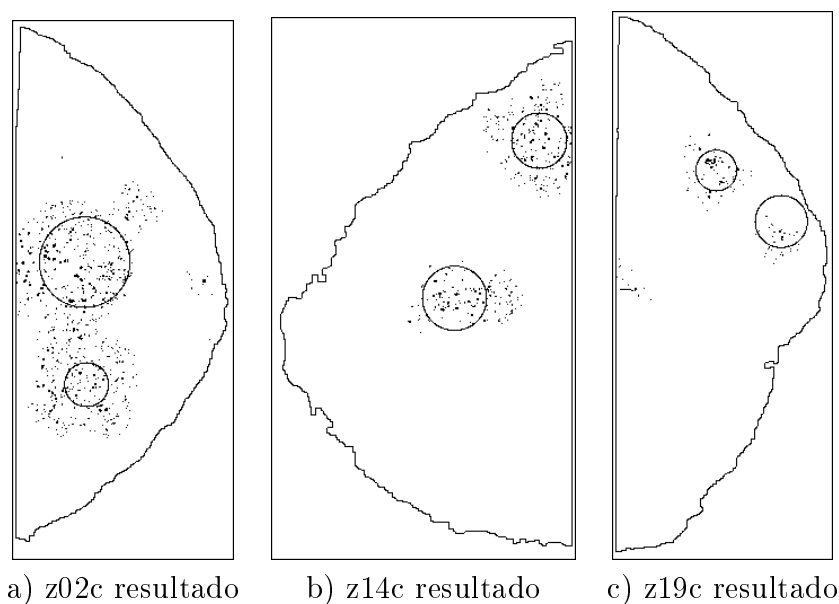 a) z02c resultado
b) z14c resultado
c) z19c resultado